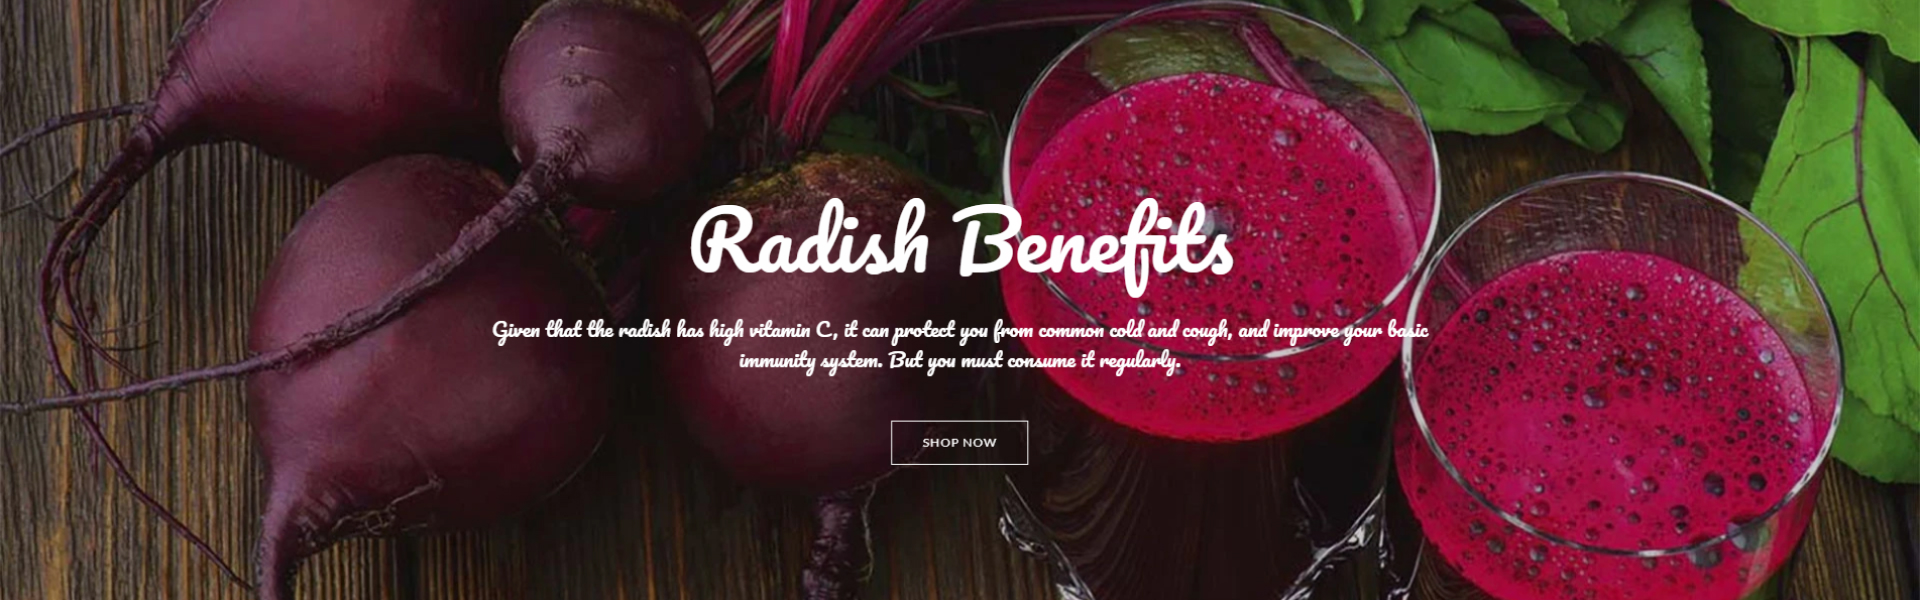 Radish Benefits
Given that the radish has high vitamin C, it can protect you from common cold and cough, and improve your basic
immunity system. But you must consume it regularly.
SHOP NOW